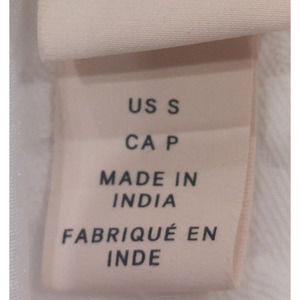 US S
CA P
MADE IN
INDIA
FABRIQUÉ EN
INDE